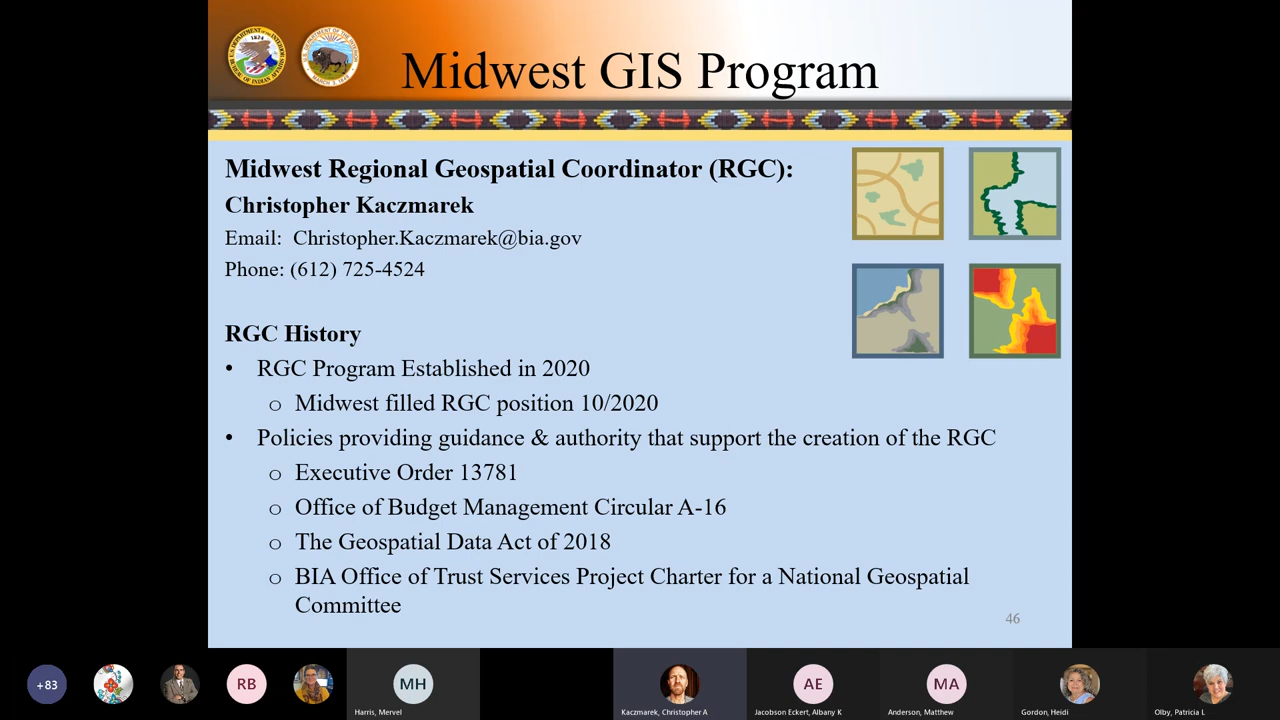 Midwest GIS Program
Midwest Regional Geospatial Coordinator (RGC):
Christopher Kaczmarek
Email: Christopher.Kaczmarek@bia.gov
Phone: (612) 725-4524
RGC History
• RGC Program Established in 2020
o Midwest filled RGC position 10/2020
• Policies providing guidance & authority that support the creation of the RGC
o Executive Order 13781
o Office of Budget Management Circular A-16
o The Geospatial Data Act of 2018
o BIA Office of Trust Services Project Charter for a National Geospatial
Committee
46
+83
RB
MH
AE
MA
Harris, Mervel
Kaczmarek, Christopher A
Jacobson Eckert, Albany K
Anderson, Matthew
Gordon, Heidi
Olby, Patricia L